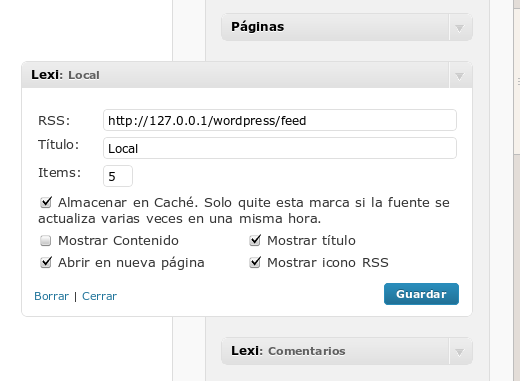 Páginas
Lexi: Local
RSS: http://127.0.0.1/wordpress/feed
Título: Local
Items: 5
Almacenar en Caché. Solo quite esta marca si la fuente se
actualiza varias veces en una misma hora.
Mostrar Contenido Mostrar título
Abrir en nueva página Mostrar icono RSS
Borrar | Cerrar Guardar
Lexi: Comentarios